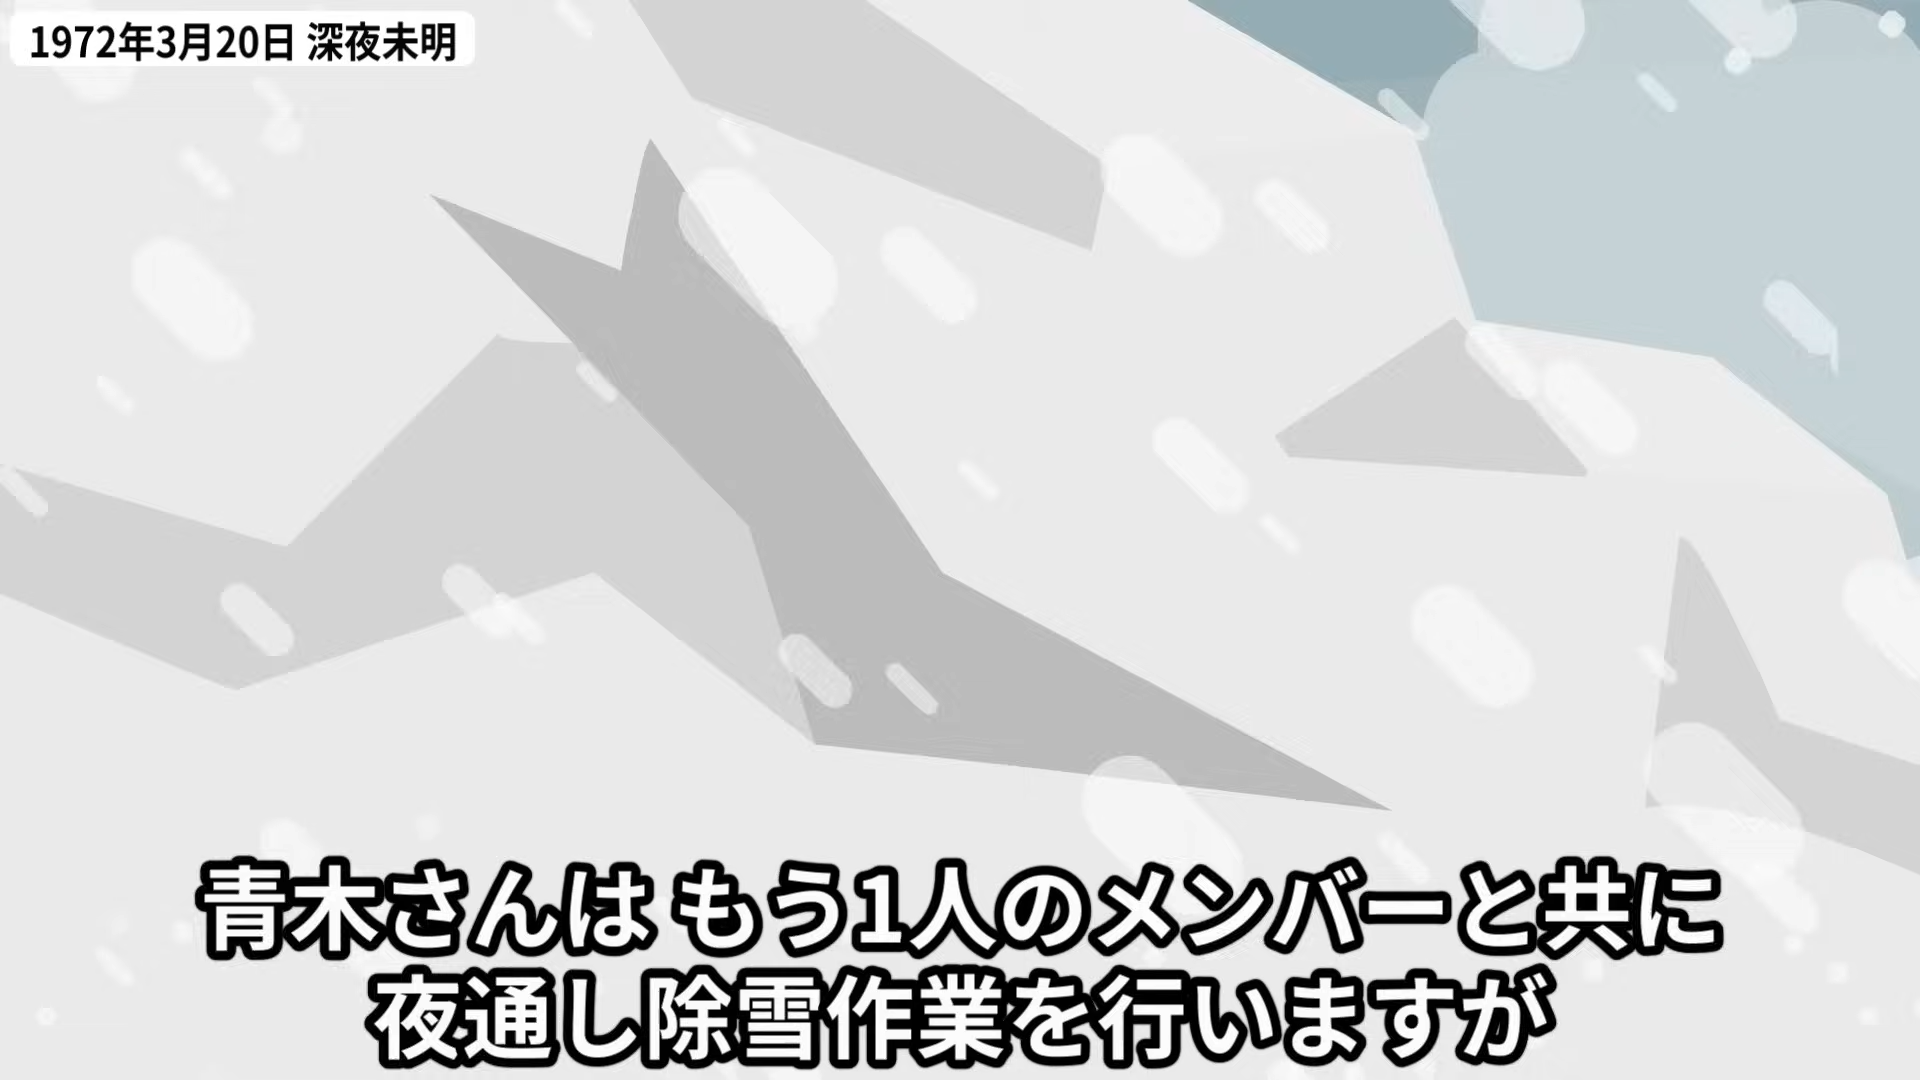 1972年3月20日 深夜未明
青木さんは もう1人のメンバーと共に
夜通し除雪作業を行いますが